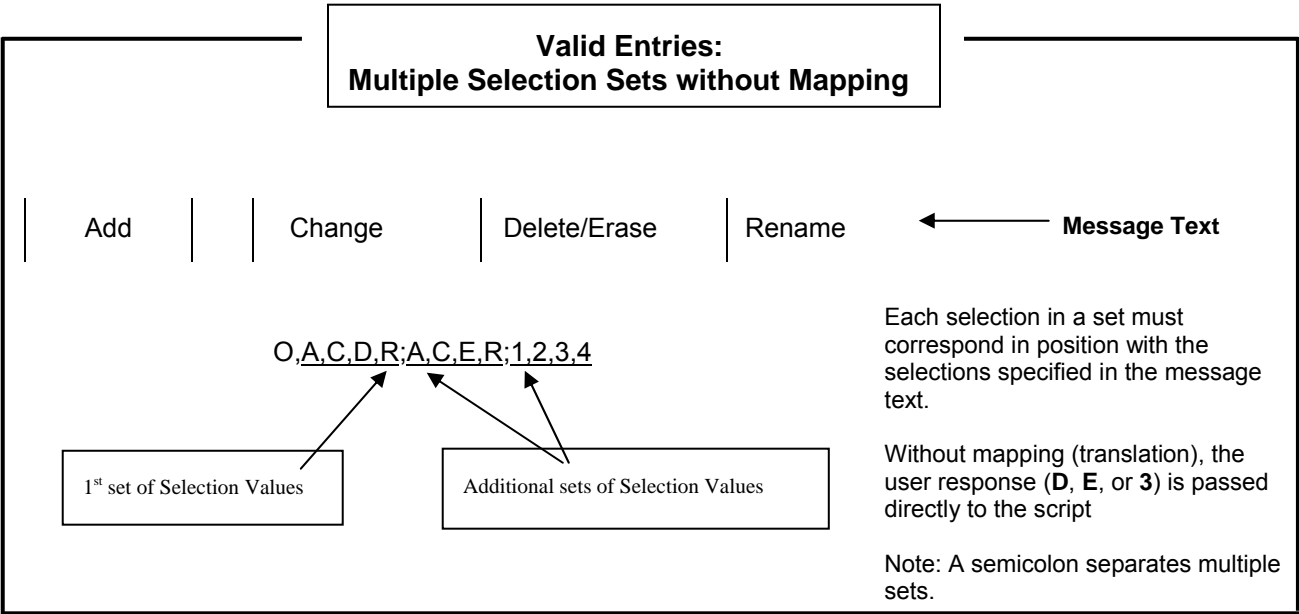 Valid Entries:
Multiple Selection Sets without Mapping
Add Change Delete/Erase Rename Message Text
O,A,C,D,R;A,C,E,R;1,2,3,4
1st set of Selection Values
Additional sets of Selection Values
Each selection in a set must
correspond in position with the
selections specified in the message
text.
Without mapping (translation), the
user response (D, E, or 3) is passed
directly to the script
Note: A semicolon separates multiple
sets.